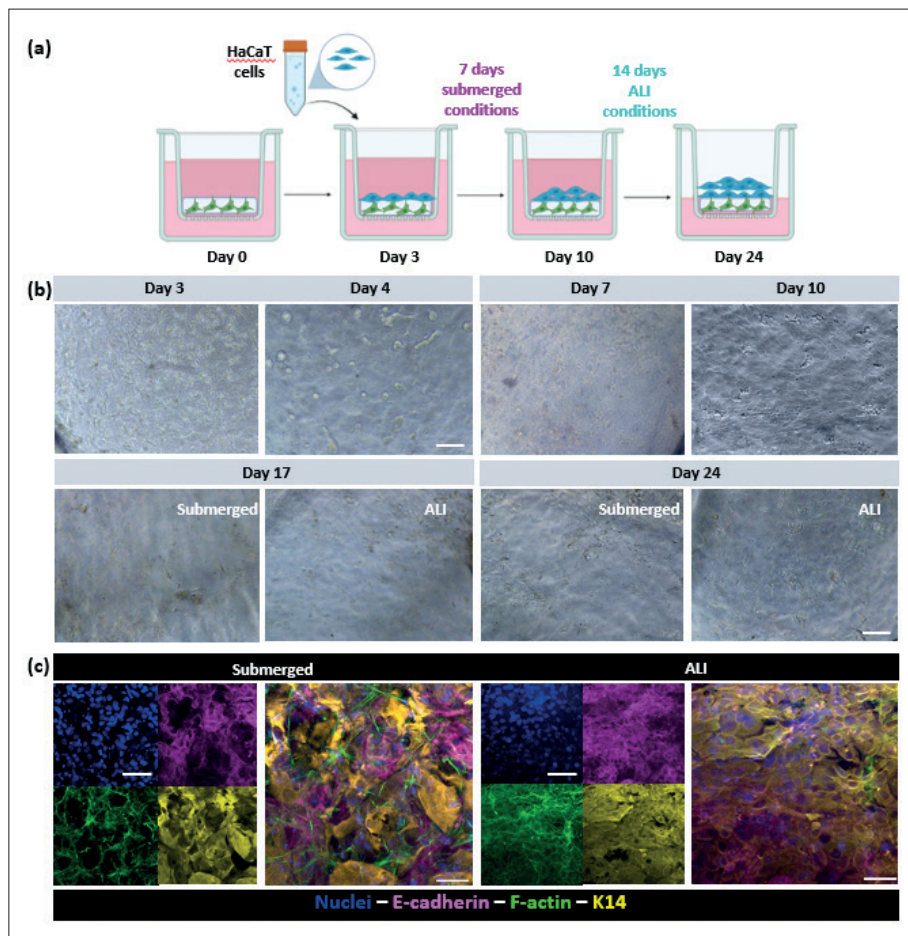 (a)
HaCaT
cells
7 days
submerged
conditions
14 days
ALI
conditions
Day 0
Day 3
Day 10
Day 24
(b)
Day 3
Day 4
Day 7
Day 10
Day 17
Day 24
Submerged
ALI
Submerged
ALI
(c)
Submerged
ALI
Nuclei – E-cadherin – F-actin – K14